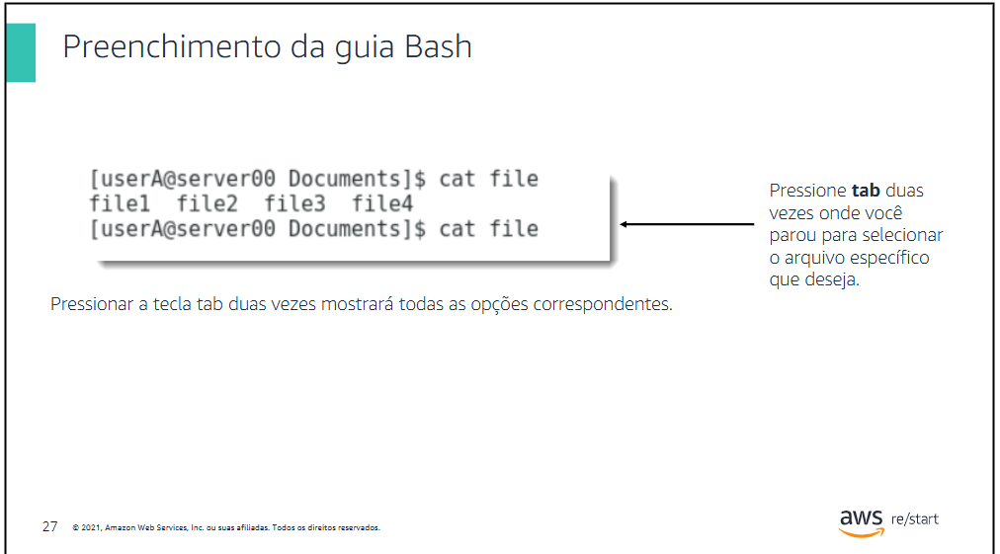 Preenchimento da guia Bash
[userA@server00 Documents]$ cat file
file1 file2 file3 file4
[userA@server00 Documents]$ cat file
Pressione tab duas
vezes onde você
parou para selecionar
o arquivo específico
que deseja.
Pressionar a tecla tab duas vezes mostrará todas as opções correspondentes.
27 © 2021, Amazon Web Services, Inc. ou suas afiliadas. Todos os direitos reservados.
aws re/start